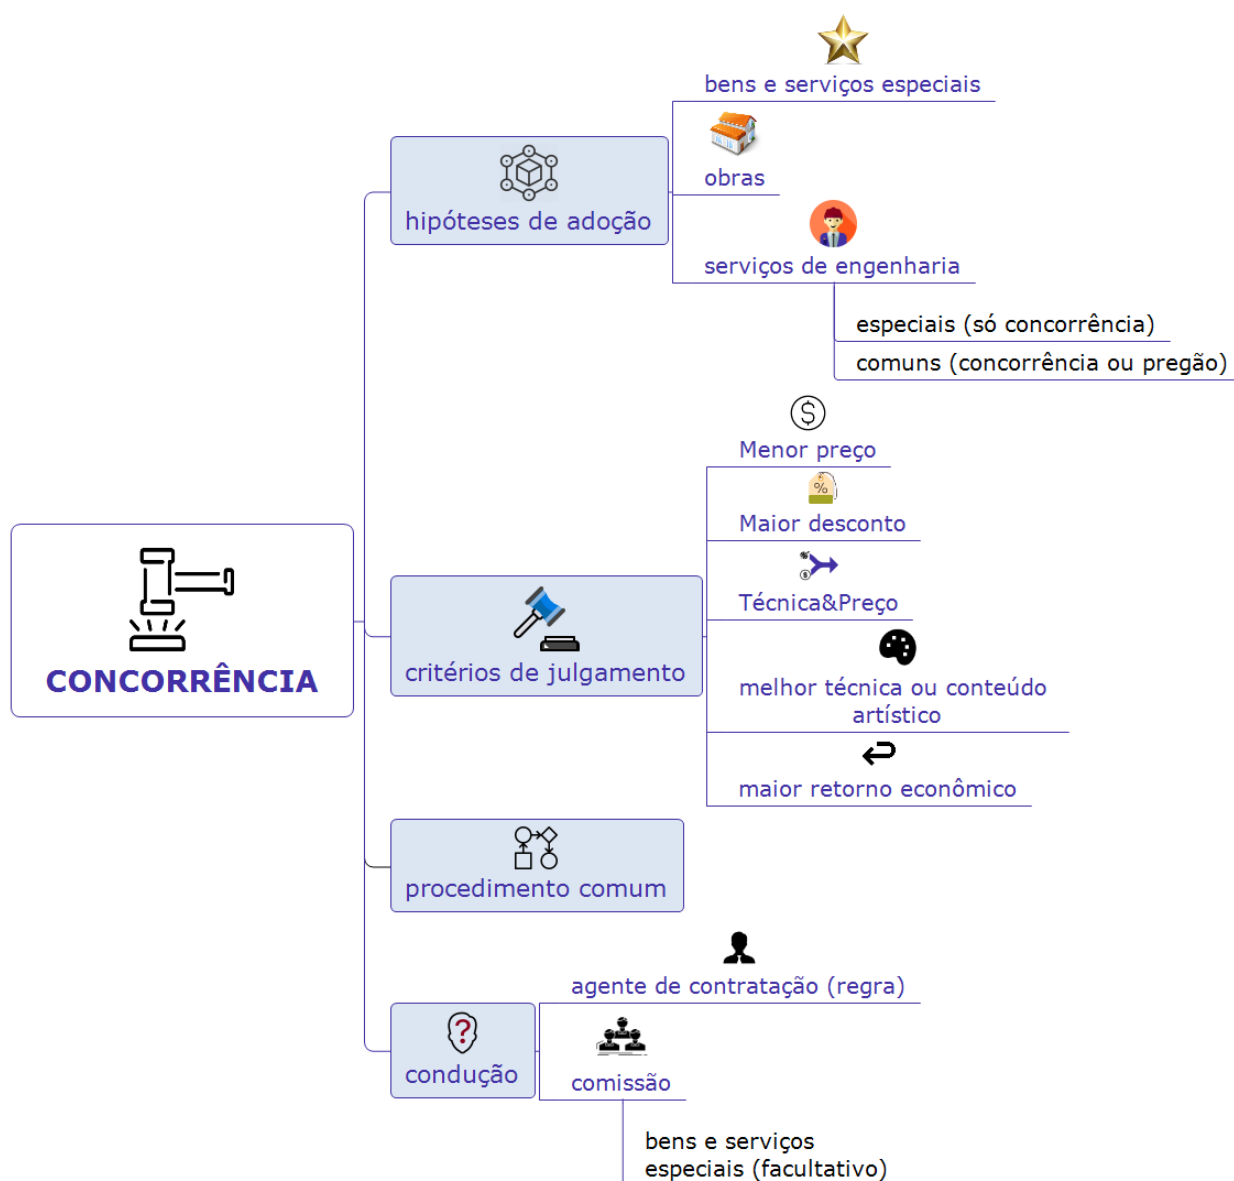 bens e serviços especiais
obras
hipóteses de adoção
serviços de engenharia
especiais (só concorrência)
comuns (concorrência ou pregão)
$
Menor preço
%
Maior desconto
Técnica&Preço
critérios de julgamento
CONCORRÊNCIA
melhor técnica ou conteúdo
artístico
maior retorno econômico
procedimento comum
agente de contratação (regra)
?
condução
comissão
bens e serviços
especiais (facultativo)